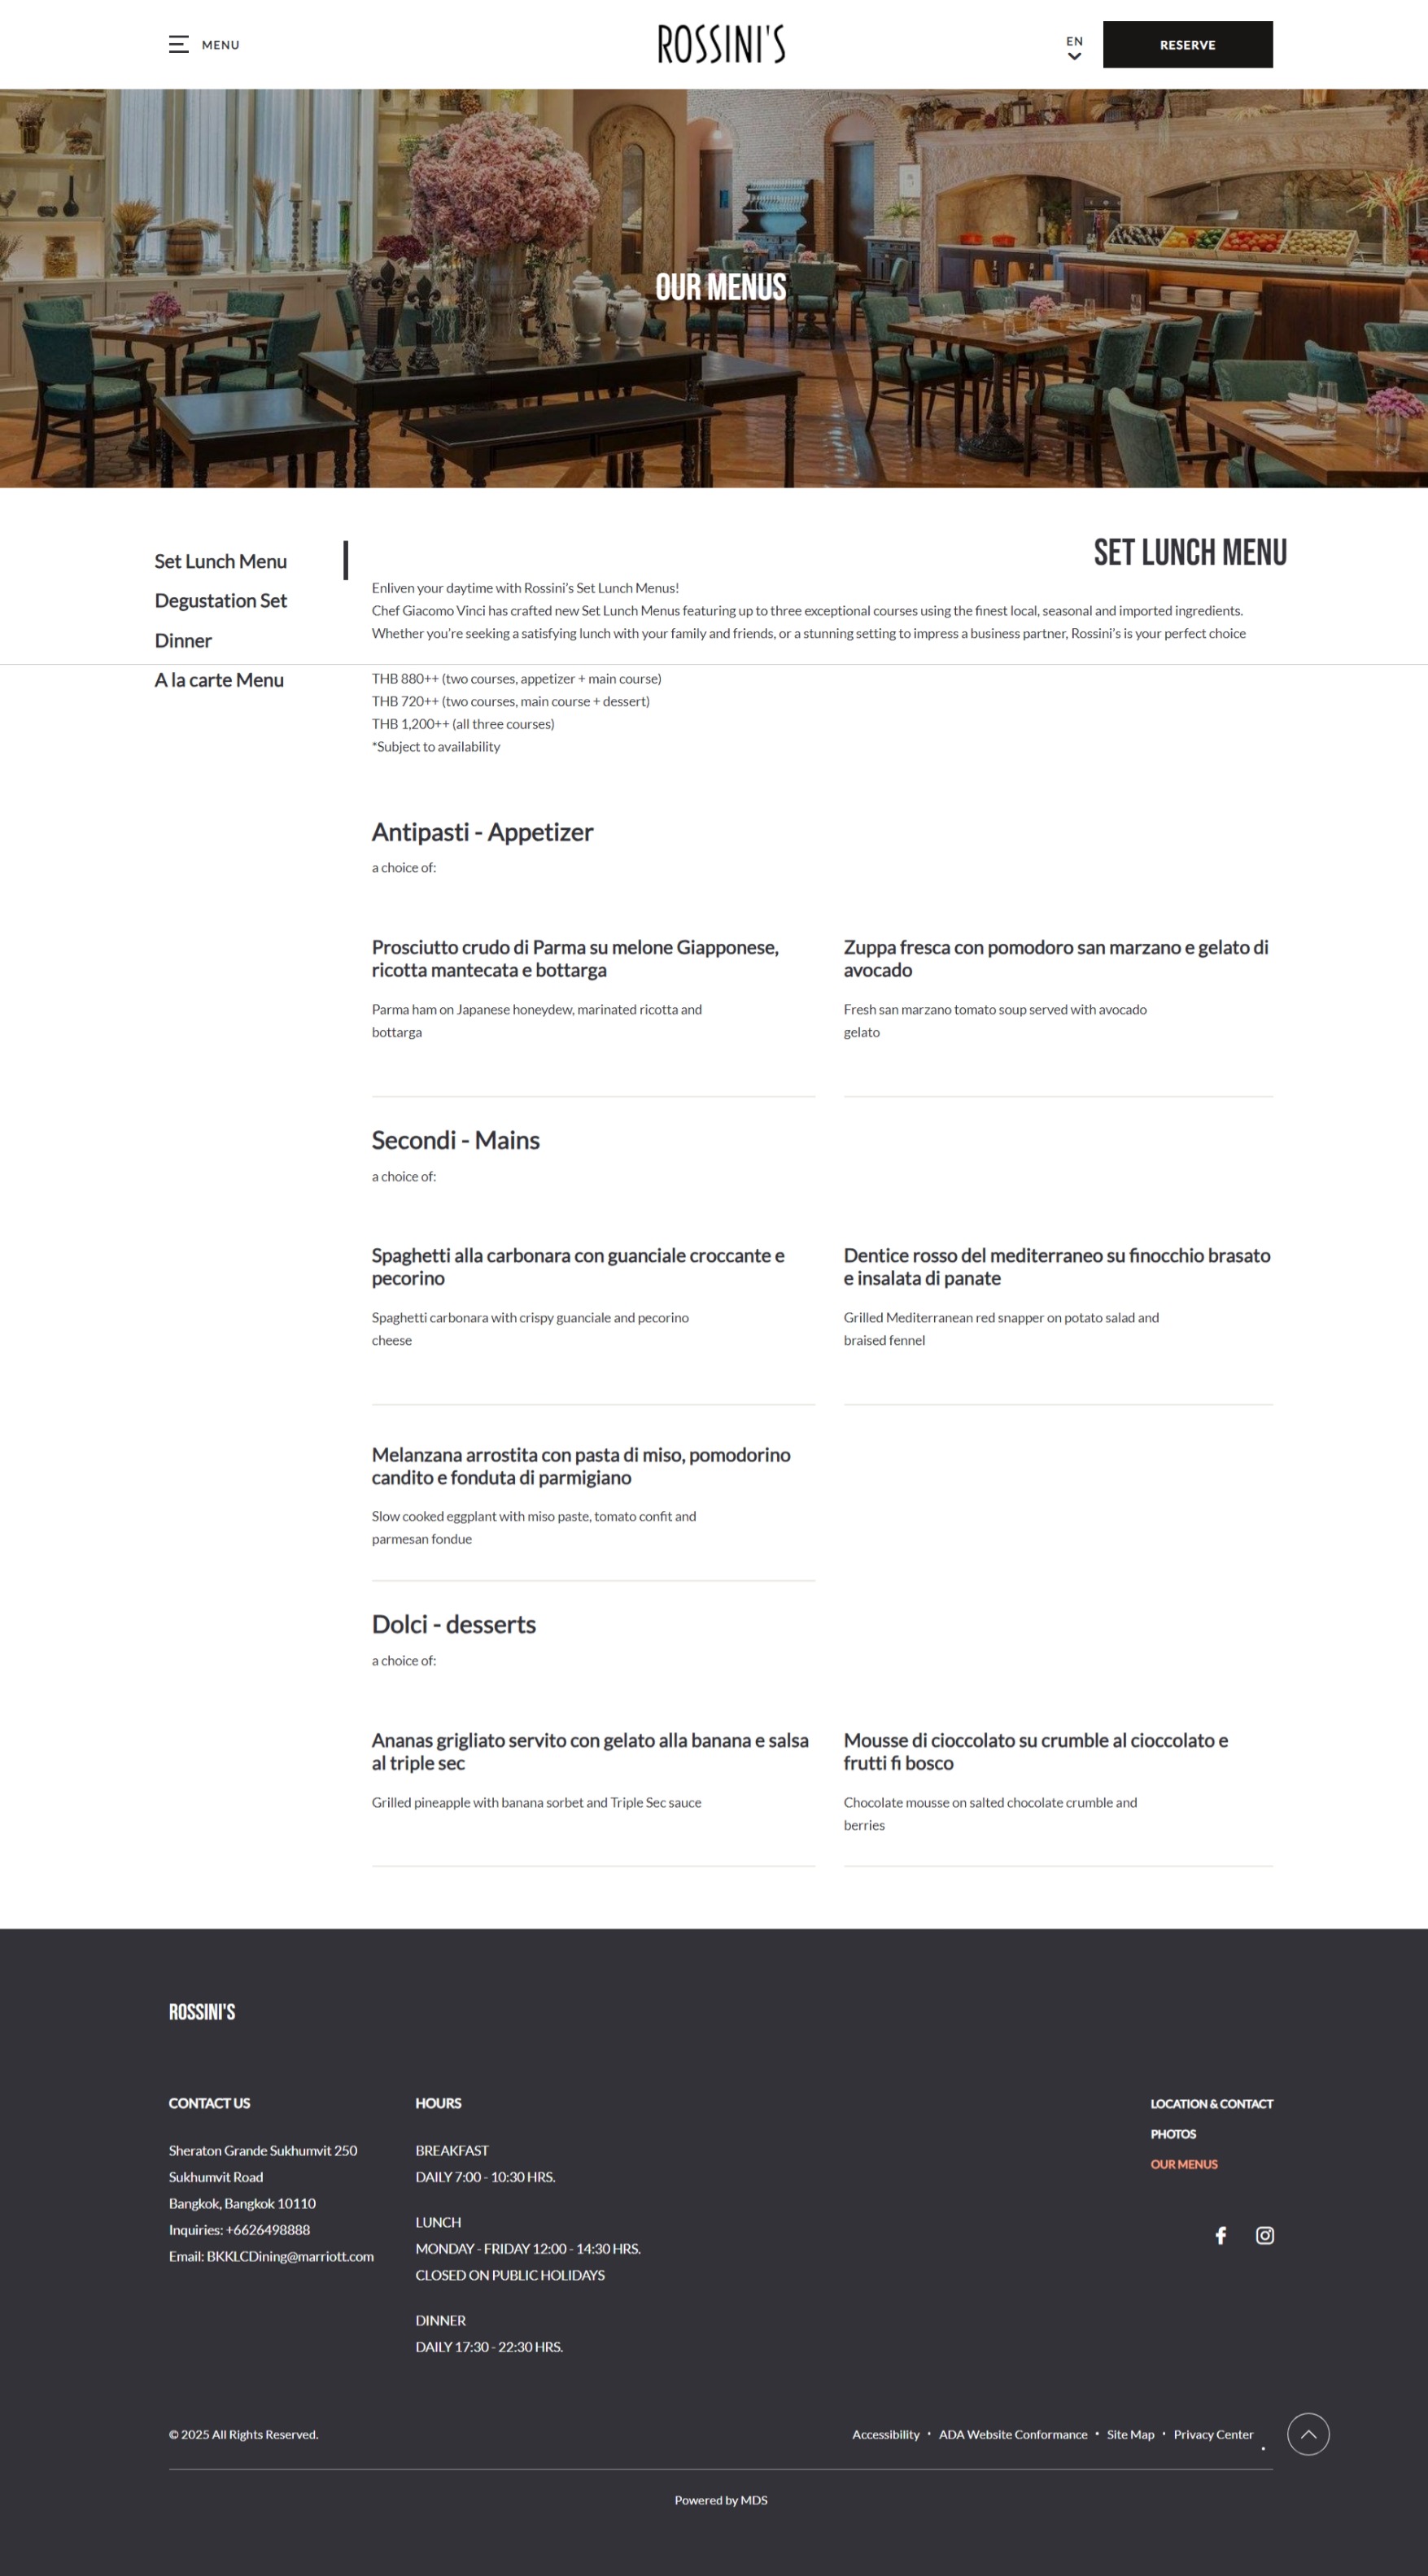 MENU
ROSSINI'S
EN
RESERVE
OUR MENUS
Set Lunch Menu
Degustation Set
Dinner
A la carte Menu
SET LUNCH MENU
Enliven your daytime with Rossini's Set Lunch Menus!
Chef Giacomo Vinci has crafted new Set Lunch Menus featuring up to three exceptional courses using the finest local, seasonal and imported ingredients.
Whether you're seeking a satisfying lunch with your family and friends, or a stunning setting to impress a business partner, Rossini's is your perfect choice
THB 880++ (two courses, appetizer + main course)
THB 720++ (two courses, main course + dessert)
THB 1,200++ (all three courses)
*Subject to availability
Antipasti - Appetizer
a choice of:
Prosciutto crudo di Parma su melone Giapponese,
ricotta mantecata e bottarga
Parma ham on Japanese honeydew, marinated ricotta and
bottarga
Zuppa fresca con pomodoro san marzano e gelato di
avocado
Fresh san marzano tomato soup served with avocado
gelato
Secondi - Mains
a choice of:
Spaghetti alla carbonara con guanciale croccante e
pecorino
Spaghetti carbonara with crispy guanciale and pecorino
cheese
Dentice rosso del mediterraneo su finocchio brasato
e insalata di panate
Grilled Mediterranean red snapper on potato salad and
braised fennel
Melanzana arrostita con pasta di miso, pomodorino
candito e fonduta di parmigiano
Slow cooked eggplant with miso paste, tomato confit and
parmesan fondue
Dolci - desserts
a choice of:
Ananas grigliato servito con gelato alla banana e salsa
al triple sec
Grilled pineapple with banana sorbet and Triple Sec sauce
Mousse di cioccolato su crumble al cioccolato e
frutti fi bosco
Chocolate mousse on salted chocolate crumble and
berries
ROSSINI'S
CONTACT US
Sheraton Grande Sukhumvit 250
Sukhumvit Road
Bangkok, Bangkok 10110
Inquiries: +6626498888
Email: BKKLCDining@marriott.com
HOURS
BREAKFAST
DAILY 7:00 - 10:30 HRS.
LUNCH
MONDAY - FRIDAY 12:00 - 14:30 HRS.
CLOSED ON PUBLIC HOLIDAYS
DINNER
DAILY 17:30 - 22:30 HRS.
LOCATION & CONTACT
PHOTOS
OUR MENUS
© 2025 All Rights Reserved.
Accessibility • ADA Website Conformance • Site Map • Privacy Center •
Powered by MDS